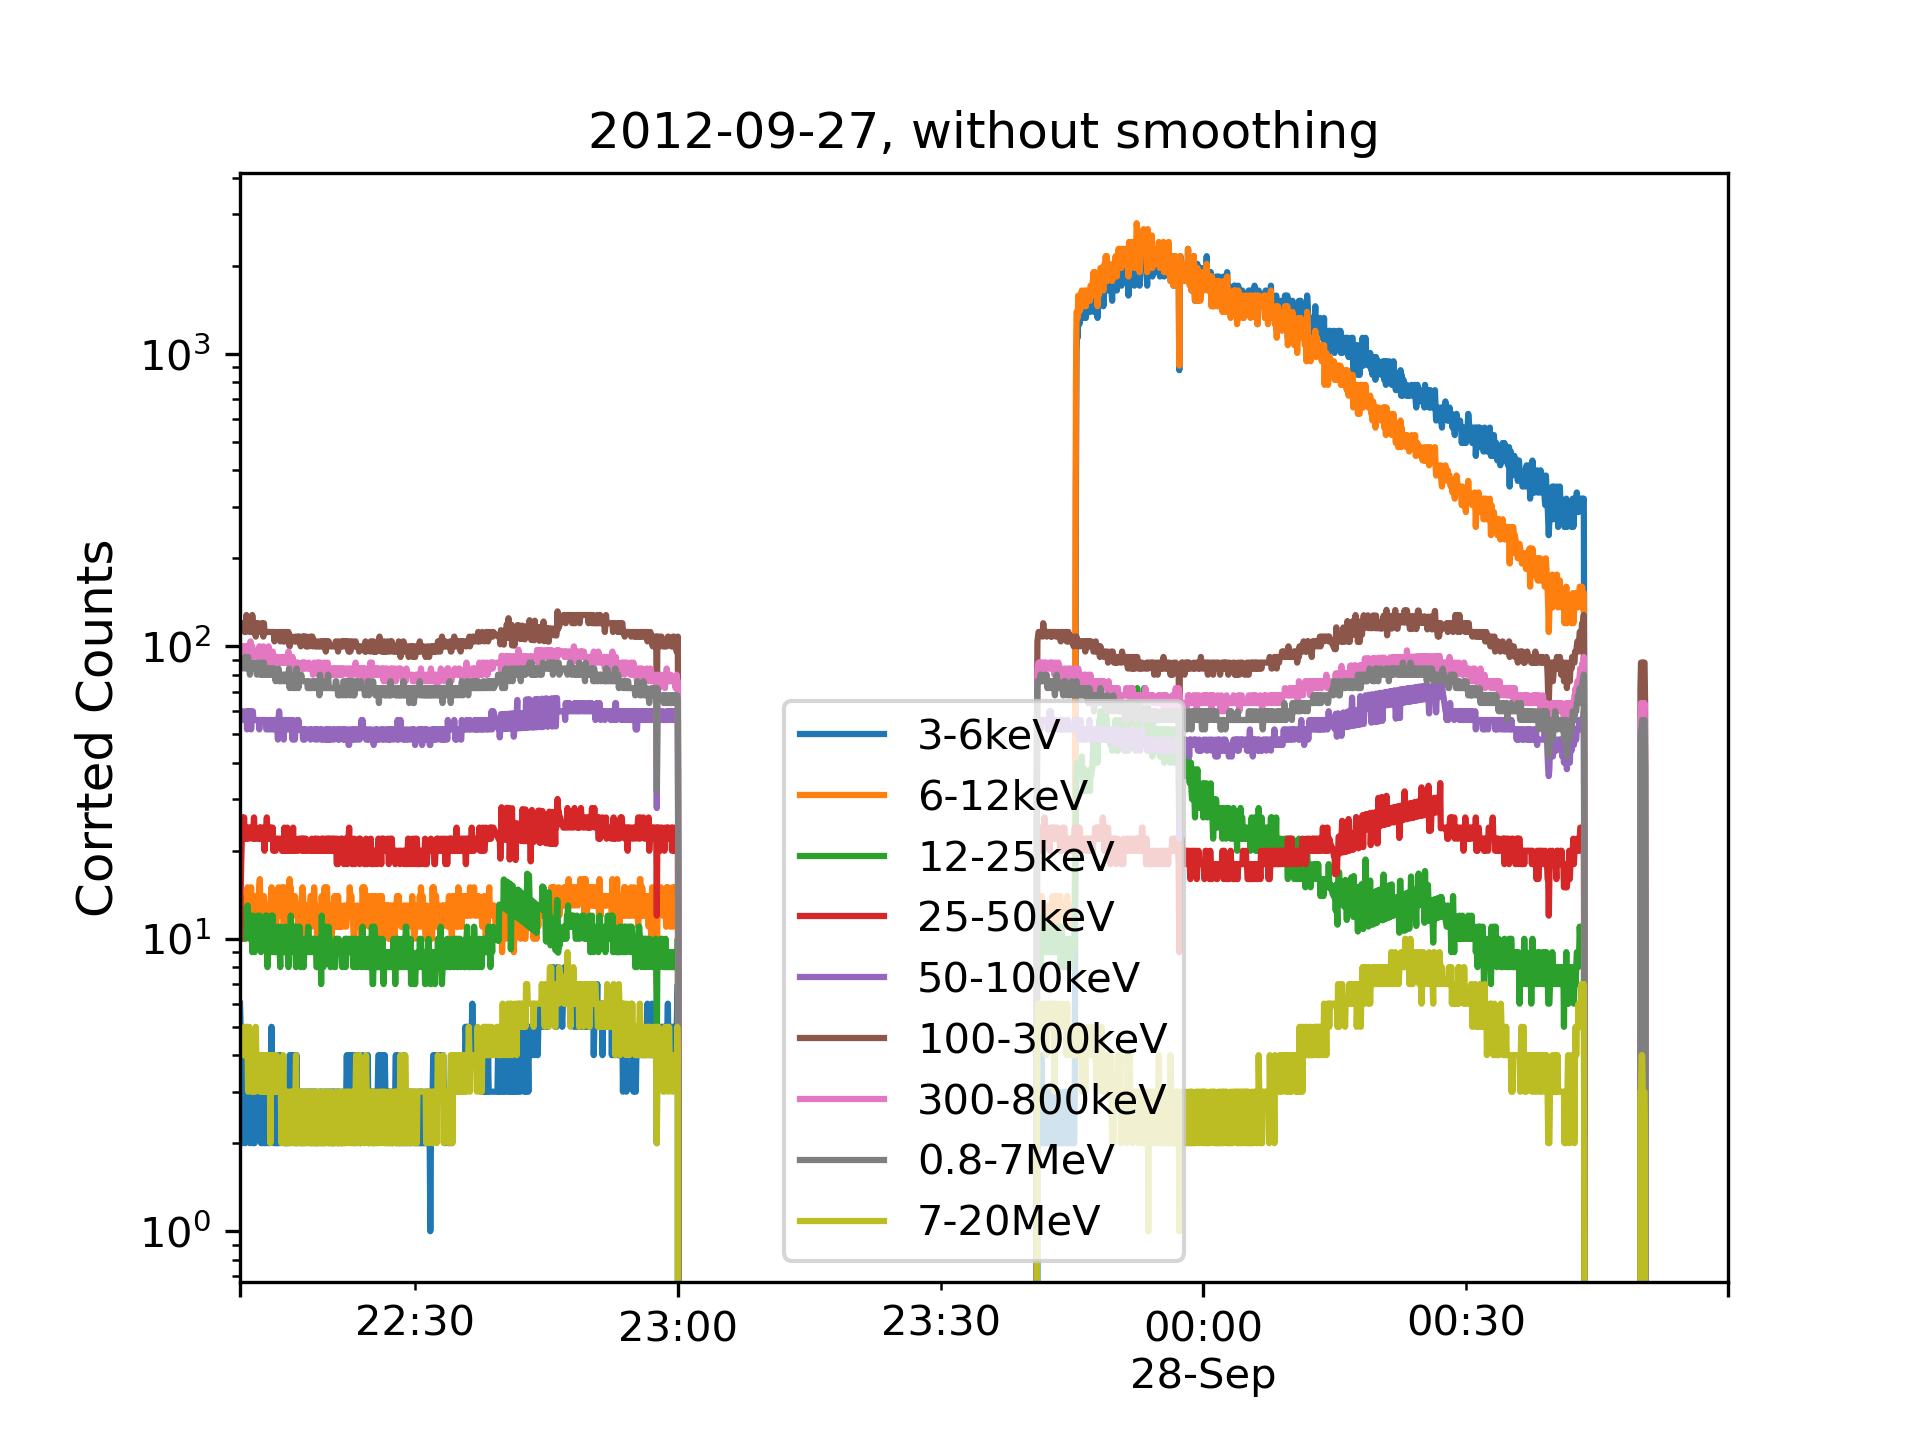 2012-09-27, without smoothing
Corrted Counts
10³
10²
10¹
10⁰
3-6keV
6-12keV
12-25keV
25-50keV
50-100keV
100-300keV
300-800keV
0.8-7MeV
7-20MeV
22:30 23:00 23:30 00:00 00:30
28-Sep